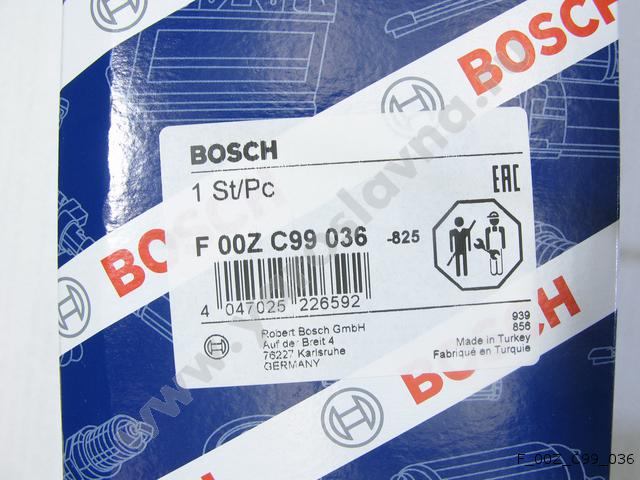 BOSCH
BOSCH
1 St/Pc
EAC
F 00Z C99 036 -825
4 047025 226592
939
856
Robert Bosch GmbH
Auf der Breit 4
76227 Karlsruhe
GERMANY
Made in Turkey
Fabriqué en Turquie
BOSCH
BOSCH
F_00Z_C99_036